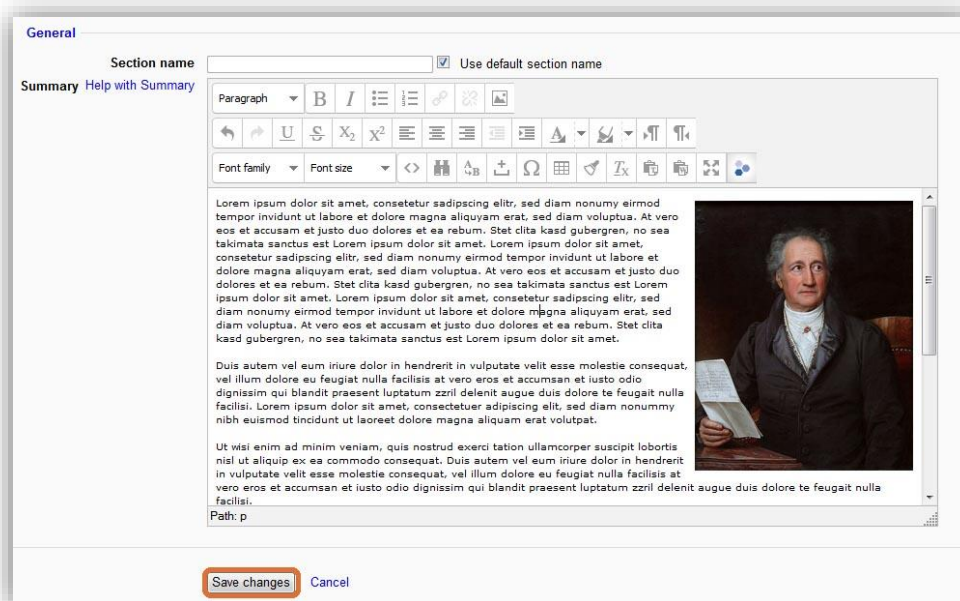 General
Section name Use default section name
Summary Help with Summary
Paragraph B I
U S X₂ X² A ¶ ¶
Font family Font size <> A B Ω Tx
Lorem ipsum dolor sit amet, consetetur sadipscing elitr, sed diam nonumy eirmod
tempor invidunt ut labore et dolore magna aliquyam erat, sed diam voluptua. At vero
eos et accusam et justo duo dolores et ea rebum. Stet clita kasd gubergren, no sea
takimata sanctus est Lorem ipsum dolor sit amet. Lorem ipsum dolor sit amet,
consetetur sadipscing elitr, sed diam nonumy eirmod tempor invidunt ut labore et
dolore magna aliquyam erat, sed diam voluptua. At vero eos et accusam et justo duo
dolores et ea rebum. Stet clita kasd gubergren, no sea takimata sanctus est Lorem
ipsum dolor sit amet. Lorem ipsum dolor sit amet, consetetur sadipscing elitr, sed
diam nonumy eirmod tempor invidunt ut labore et dolore magna aliquyam erat, sed
diam voluptua. At vero eos et accusam et justo duo dolores et ea rebum. Stet clita
kasd gubergren, no sea takimata sanctus est Lorem ipsum dolor sit amet.
Duis autem vel eum iriure dolor in hendrerit in vulputate velit esse molestie consequat,
vel illum dolore eu feugiat nulla facilisis at vero eros et accumsan et iusto odio
dignissim qui blandit praesent luptatum zzril delenit augue duis dolore te feugait nulla
facilisi. Lorem ipsum dolor sit amet, consectetuer adipiscing elit, sed diam nonummy
nibh euismod tincidunt ut laoreet dolore magna aliquam erat volutpat.
Ut wisi enim ad minim veniam, quis nostrud exerci tation ullamcorper suscipit lobortis
nisl ut aliquip ex ea commodo consequat. Duis autem vel eum iriure dolor in hendrerit
in vulputate velit esse molestie consequat, vel illum dolore eu feugiat nulla facilisis at
vero eros et accumsan et iusto odio dignissim qui blandit praesent luptatum zzril delenit augue duis dolore te feugait nulla
facilisi.
Path: p
Save changes Cancel